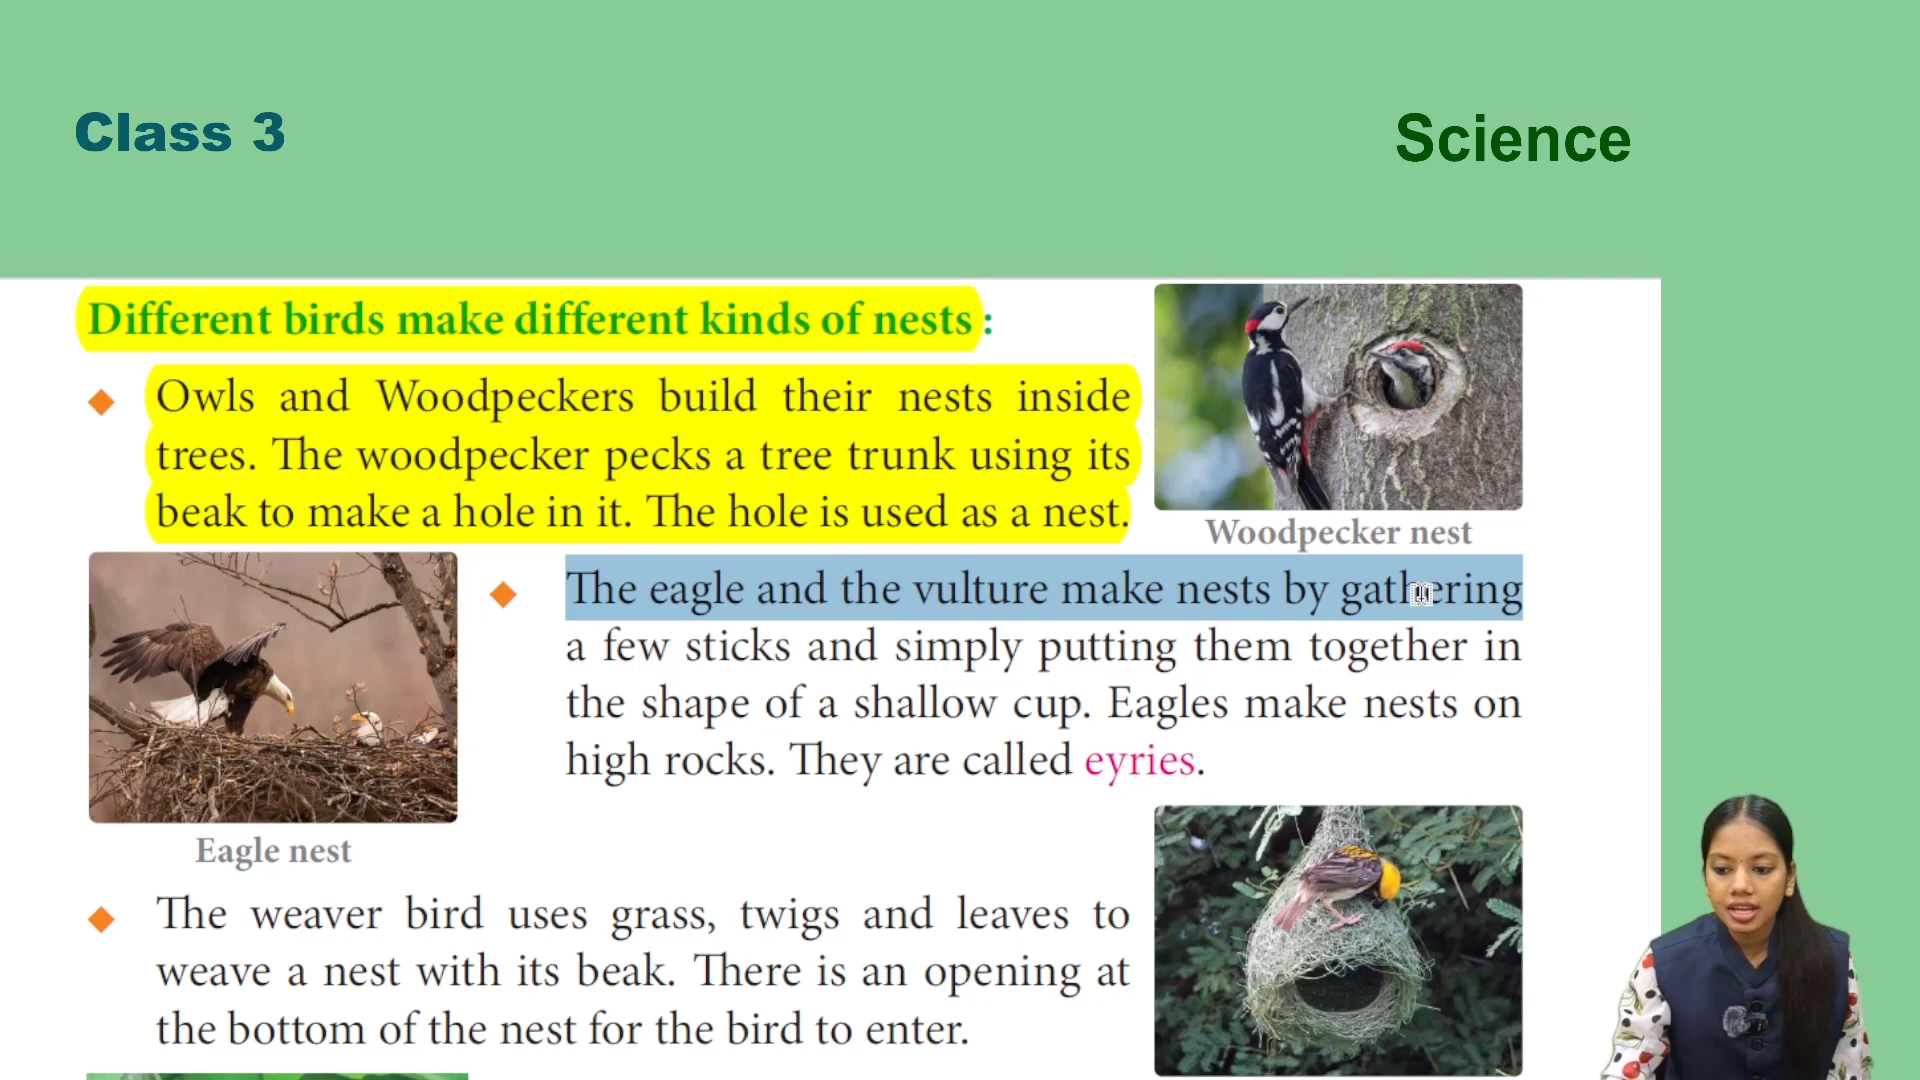 Class 3
Science
Different birds make different kinds of nests :
Owls and Woodpeckers build their nests inside
trees. The woodpecker pecks a tree trunk using its
beak to make a hole in it. The hole is used as a nest.
Woodpecker nest
The eagle and the vulture make nests by gathering
a few sticks and simply putting them together in
the shape of a shallow cup. Eagles make nests on
high rocks. They are called eyries.
Eagle nest
The weaver bird uses grass, twigs and leaves to
weave a nest with its beak. There is an opening at
the bottom of the nest for the bird to enter.